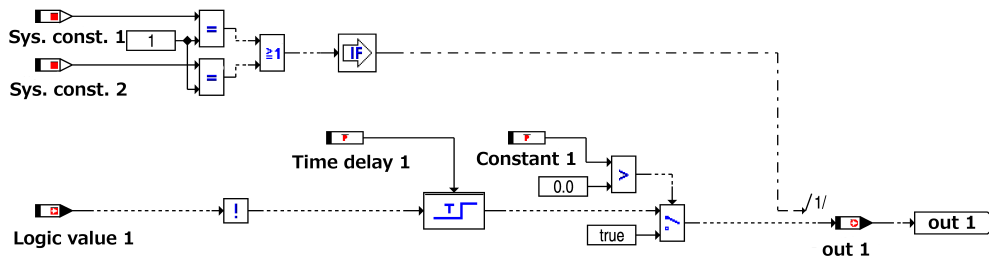 Sys. const. 1
1
=
Sys. const. 2
=
≥1
IF
/1/
Time delay 1
Constant 1
0.0
>
Logic value 1
!
T
true
out 1
out 1